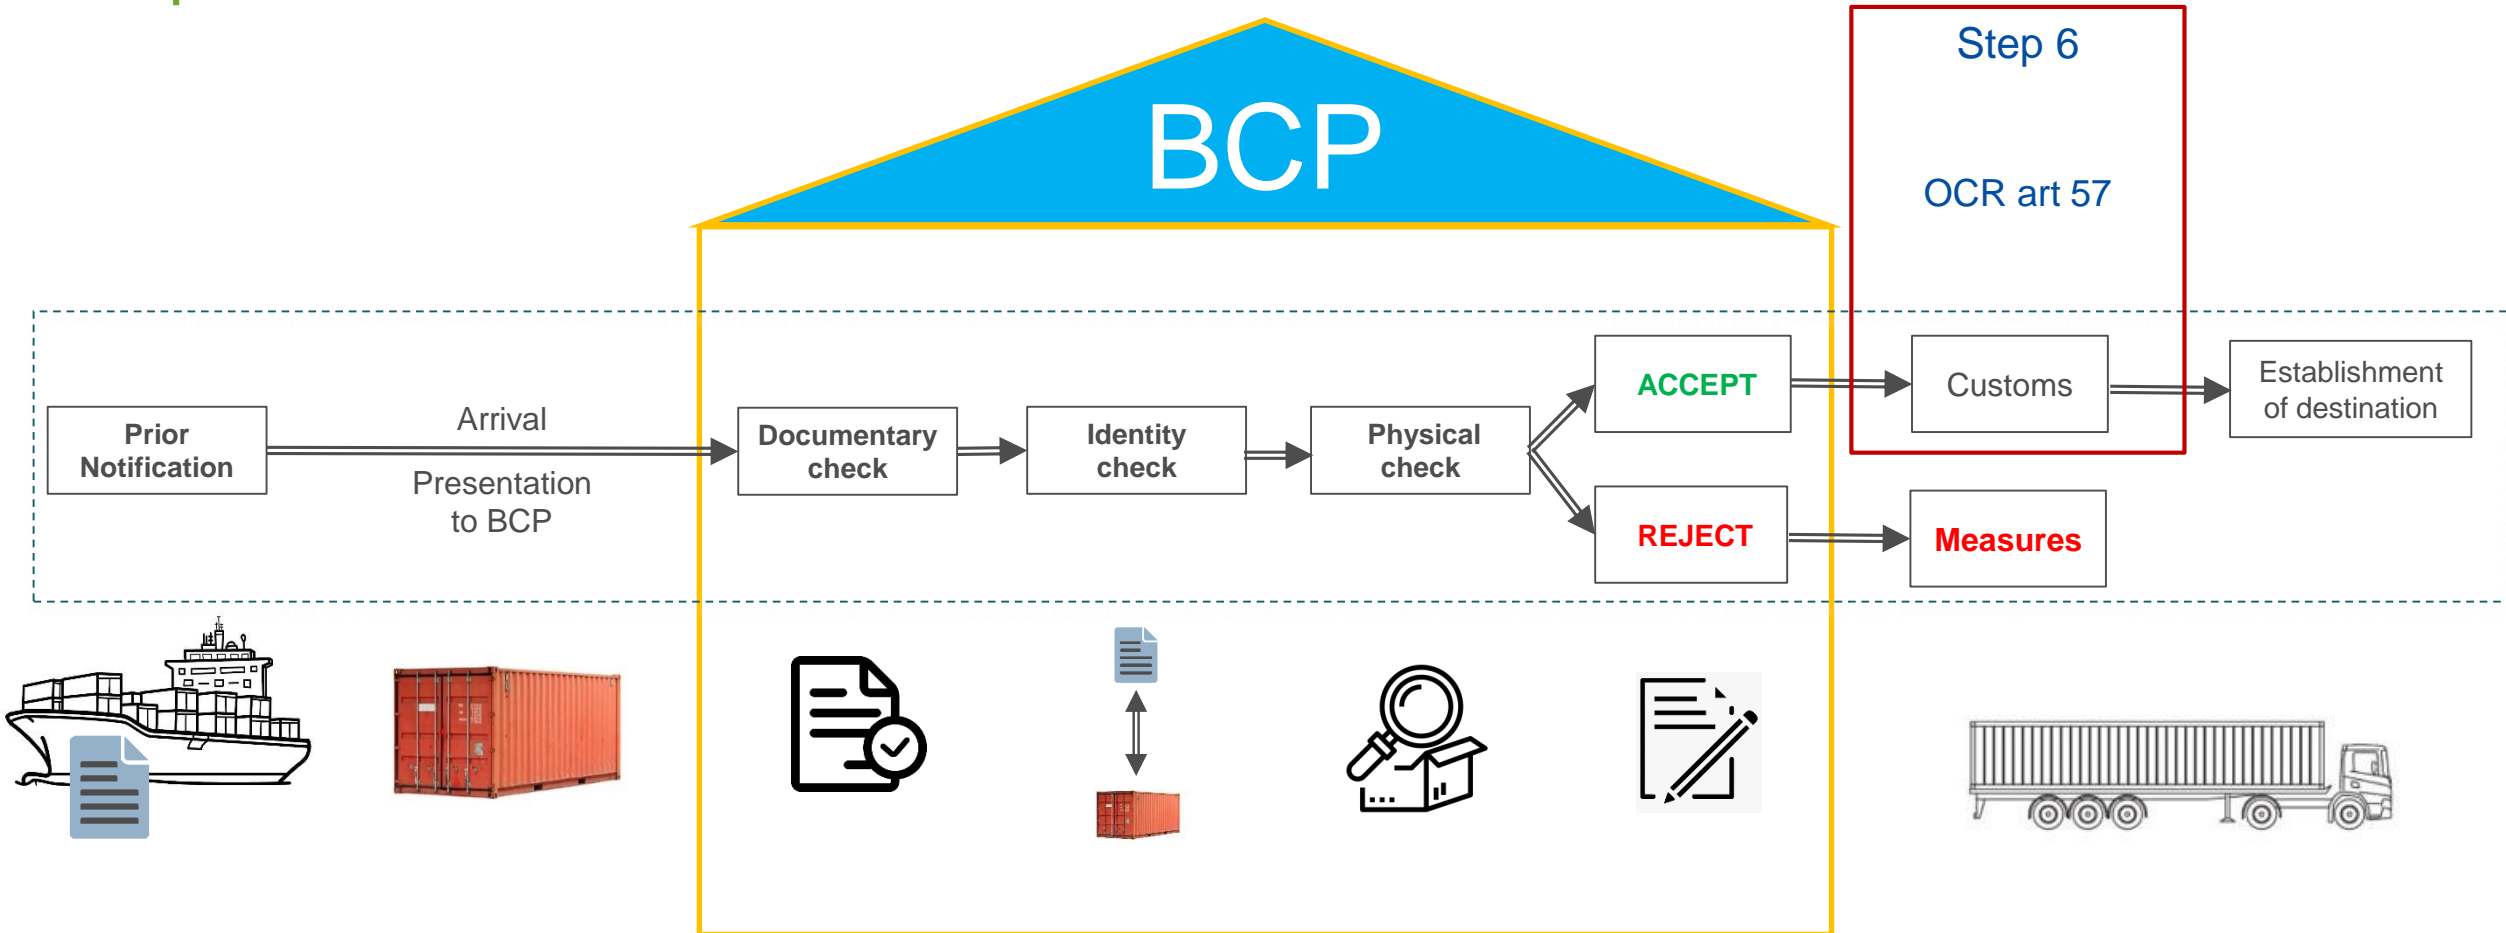 BCP
Step 6
OCR art 57
Prior
Notification
Arrival
Presentation
to BCP
Documentary
check
Identity
check
Physical
check
ACCEPT
REJECT
Customs
Measures
Establishment
of destination